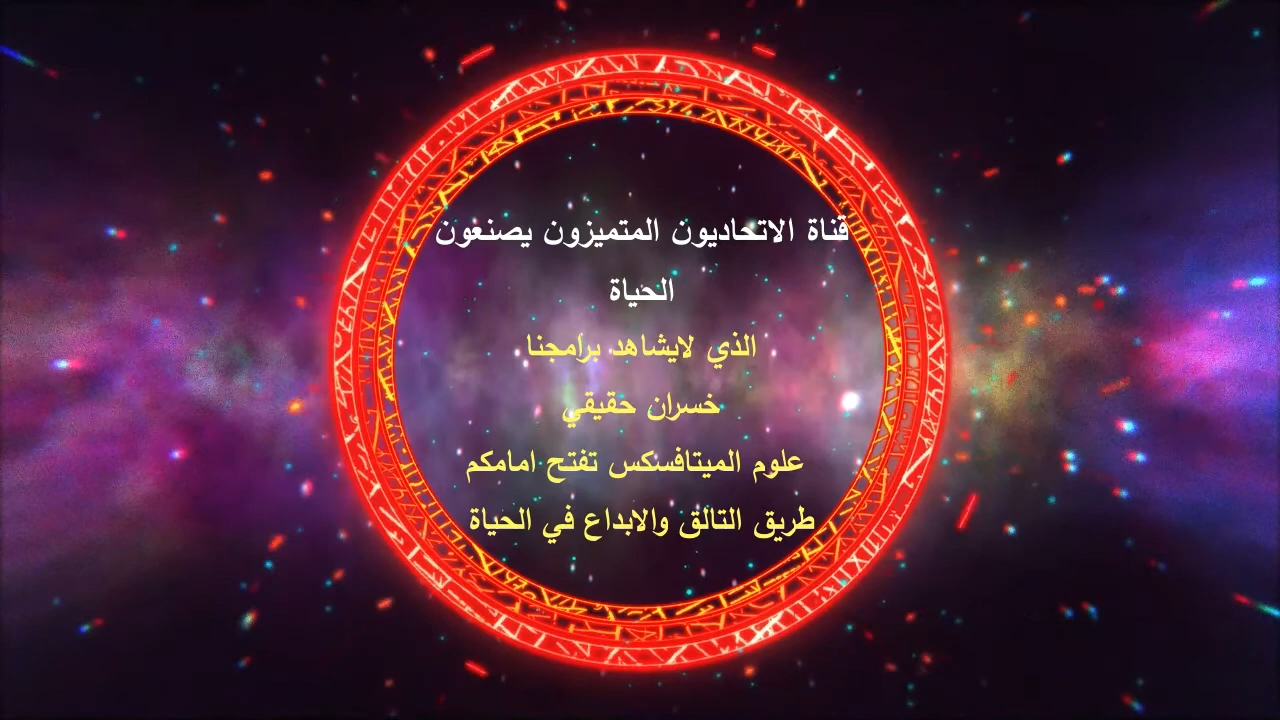 قناة الاتحاديون المتميزون يصنعون
الحياة
الذي لايشاهد برامجنا
خسران حقيقي
علوم الميتافسكس تفتح امامكم
طريق التالق والابداع في الحياة